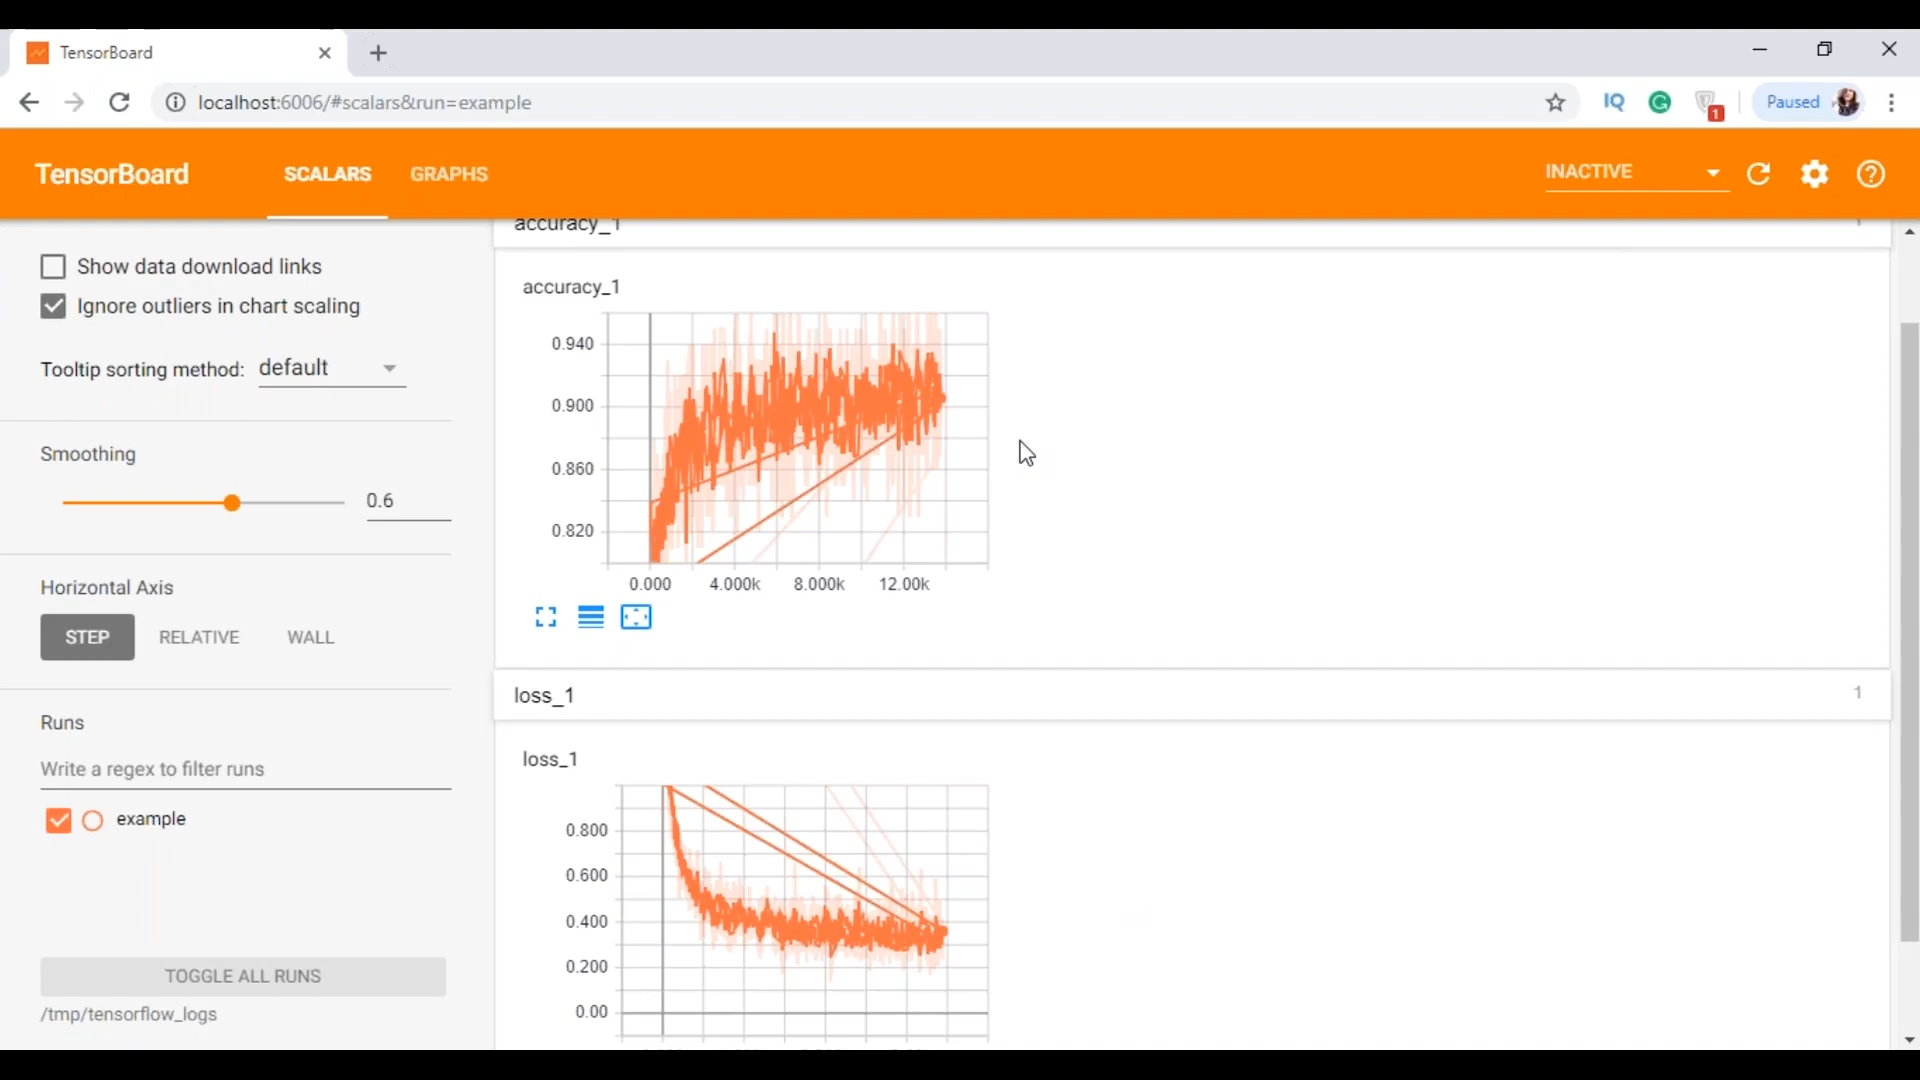 TensorBoard
localhost:6006/#scalars&run=example
IQ
1
Paused
TensorBoard
SCALARS
GRAPHS
INACTIVE
accuracy_1
Show data download links
Ignore outliers in chart scaling
Tooltip sorting method: default
Smoothing
0.6
Horizontal Axis
STEP RELATIVE WALL
Runs
Write a regex to filter runs
example
TOGGLE ALL RUNS
/tmp/tensorflow_logs
accuracy_1
0.940
0.900
0.860
0.820
0.000 4.000k 8.000k 12.00k
loss_1
1
loss_1
0.800
0.600
0.400
0.200
0.00